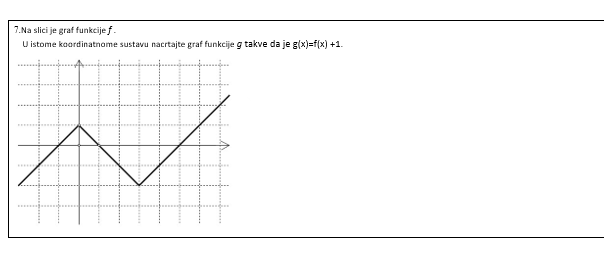 7.Na slici je graf funkcije f .
U istome koordinatnome sustavu nacrtajte graf funkcije g takve da je g(x)=f(x) +1.